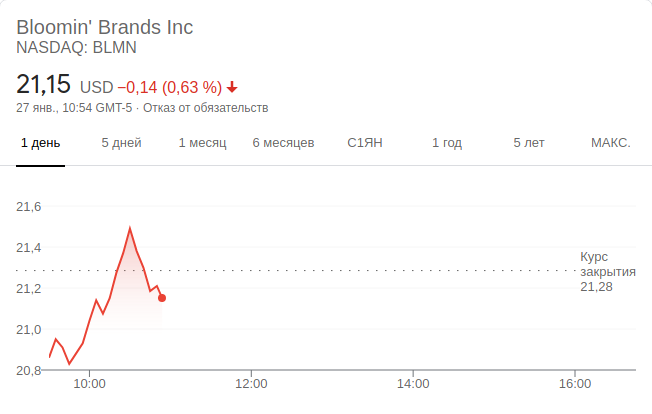 Bloomin' Brands Inc
NASDAQ: BLMN
21,15 USD −0,14 (0,63 %)
27 янв., 10:54 GMT-5 · Отказ от обязательств
1 день 5 дней 1 месяц 6 месяцев С1ЯН 1 год 5 лет МАКС.
21,6
21,4
Курс
закрытия
21,28
21,2
21,0
20,8
10:00 12:00 14:00 16:00